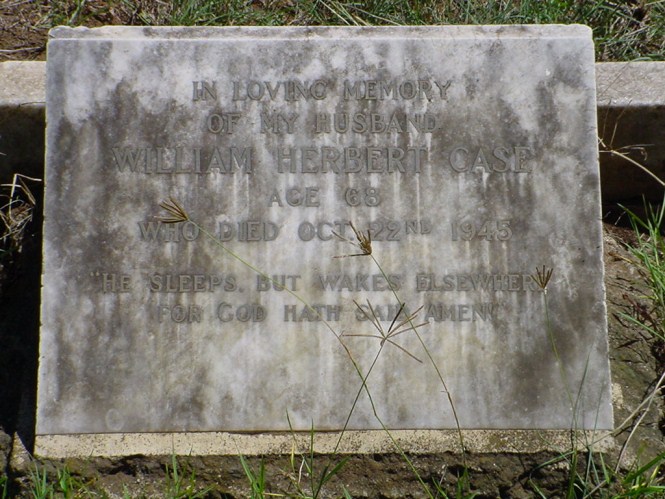 IN LOVING MEMORY
OF MY HUSBAND
WILLIAM HERBERT CASE
AGE 68
WHO DIED OCT. 22ND 1945
"HE SLEEPS, BUT WAKES ELSEWHERE
FOR GOD HATH SAID AMEN"